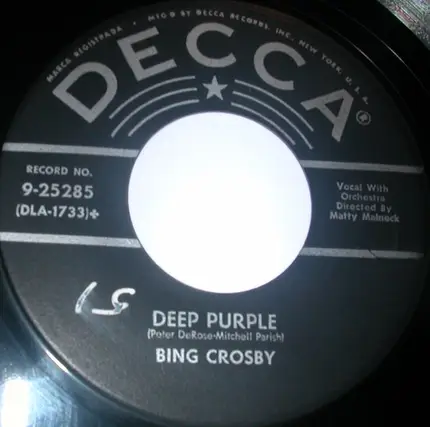 MARCA REGISTRADA • MFD BY DECCA RECORDS, INC., NEW YORK, U.S.A.
DECCA®
RECORD NO.
9-25285
(DLA-1733)+
Vocal With
Orchestra
Directed By
Matty Malneck
DEEP PURPLE
(Peter DeRose-Mitchell Parish)
BING CROSBY